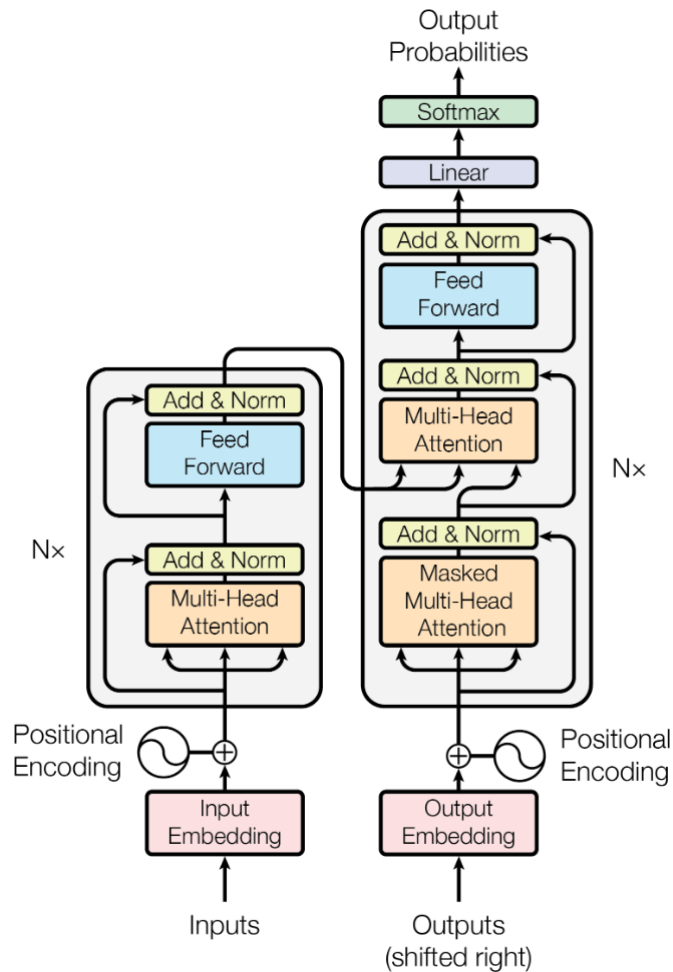 Output
Probabilities
Softmax
Linear
Add & Norm
Feed
Forward
Add & Norm
Multi-Head
Attention
Nx
Add & Norm
Masked
Multi-Head
Attention
Add & Norm
Feed
Forward
Nx
Add & Norm
Multi-Head
Attention
Positional
Encoding
Positional
Encoding
Input
Embedding
Output
Embedding
Inputs
Outputs
(shifted right)